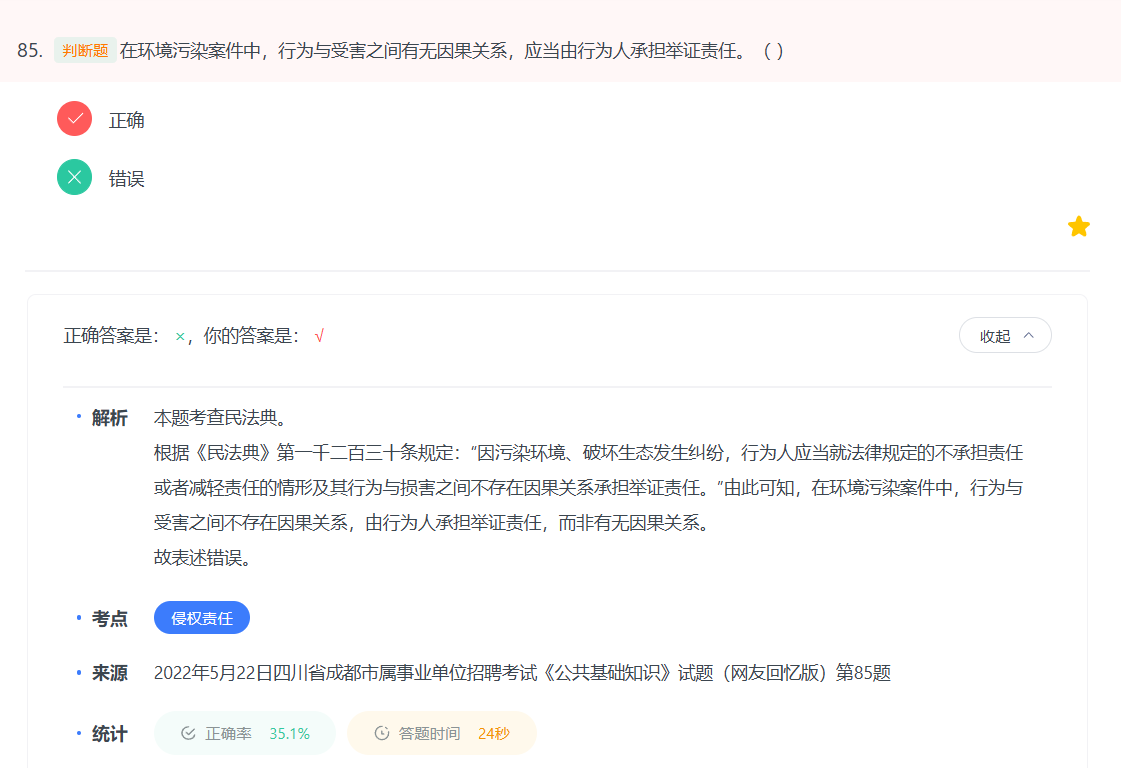 85. 判断题 在环境污染案件中，行为与受害之间有无因果关系，应当由行为人承担举证责任。（ ）
正确
错误
正确答案是： ×，你的答案是： √
收起
解析 本题考查民法典。
根据《民法典》第一千二百三十条规定：“因污染环境、破坏生态发生纠纷，行为人应当就法律规定的不承担责任
或者减轻责任的情形及其行为与损害之间不存在因果关系承担举证责任。”由此可知，在环境污染案件中，行为与
受害之间不存在因果关系，由行为人承担举证责任，而非有无因果关系。
故表述错误。
考点 侵权责任
来源 2022年5月22日四川省成都市属事业单位招聘考试《公共基础知识》试题（网友回忆版）第85题
统计 正确率 35.1% 答题时间 24秒